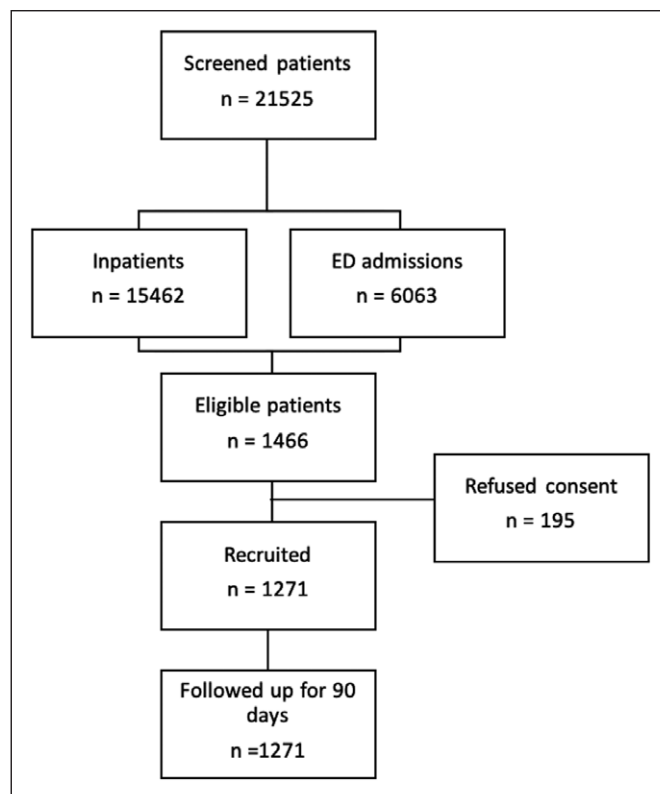 Screened patients
n = 21525
Inpatients
n = 15462
ED admissions
n = 6063
Eligible patients
n = 1466
Refused consent
n = 195
Recruited
n = 1271
Followed up for 90
days
n =1271